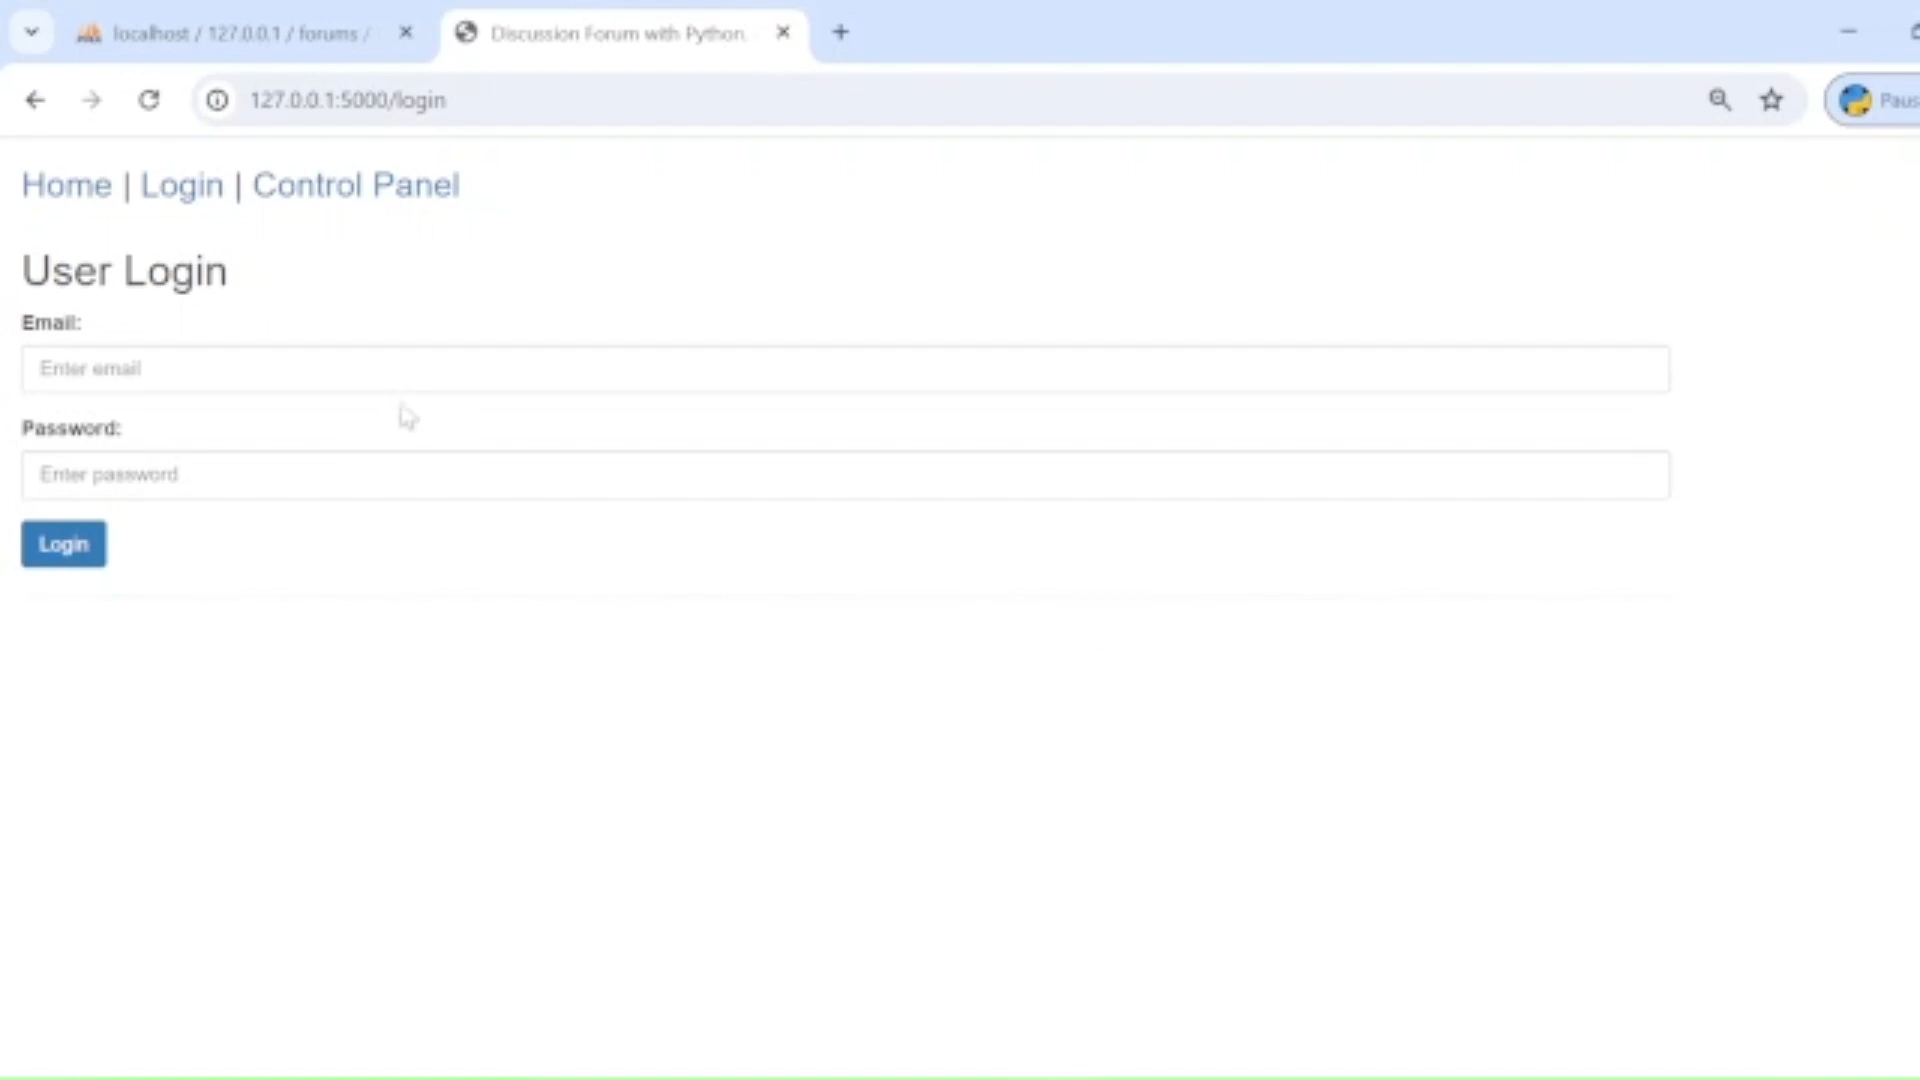 localhost / 127.0.0.1 / forums /
Discussion Forum with Python,
127.0.0.1:5000/login
Paus
Home | Login | Control Panel
User Login
Email:
Enter email
Password:
Enter password
Login